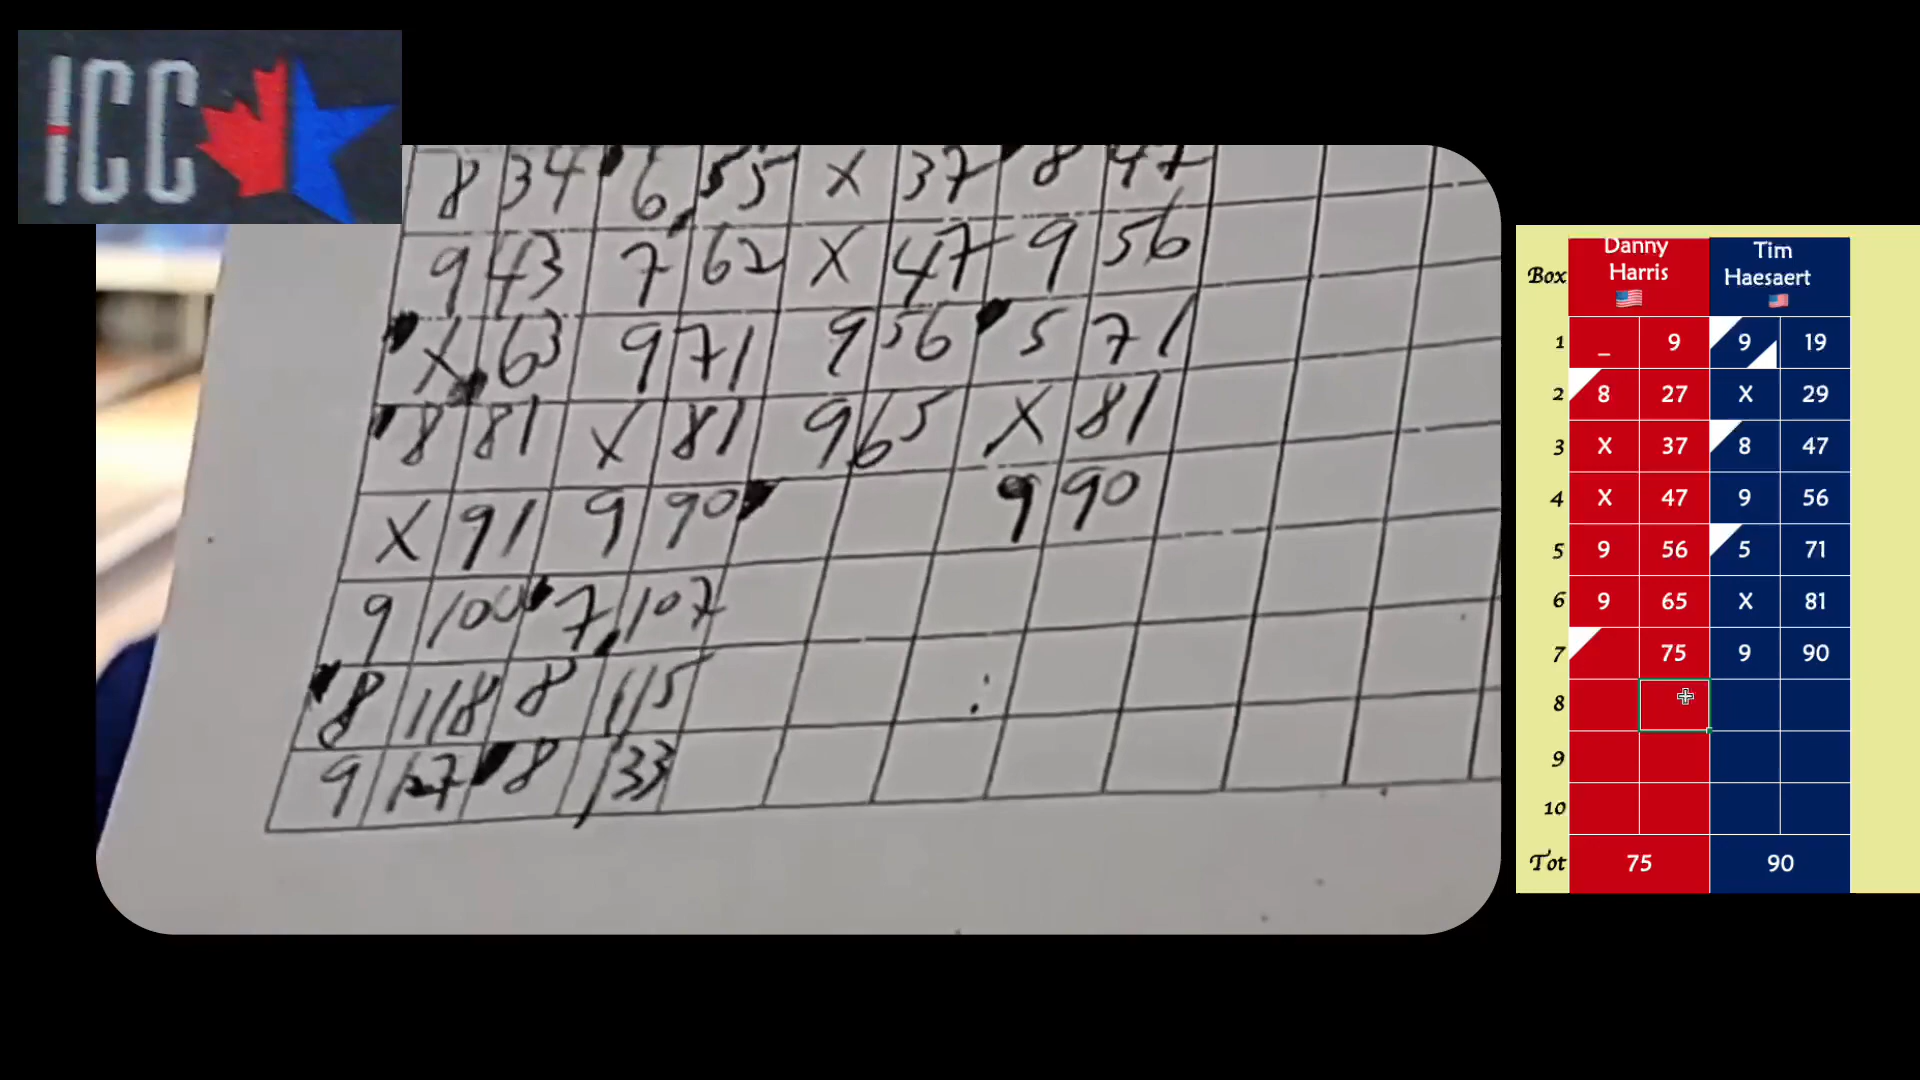 ICC
8 34 6 55 X 37 8 47
9 43 7 62 X 47 9 56
X 63 9 71 9 56 5 71
8 81 X 81 9 65 X 81
X 91 9 90 9 90
9 100 7 107
8 118 8 115
9 127 8 133
Box Danny Harris Tim Haesaert
1 _ 9 9 19
2 8 27 X 29
3 X 37 8 47
4 X 47 9 56
5 9 56 5 71
6 9 65 X 81
7 75 9 90
8
9
10
Tot 75 90